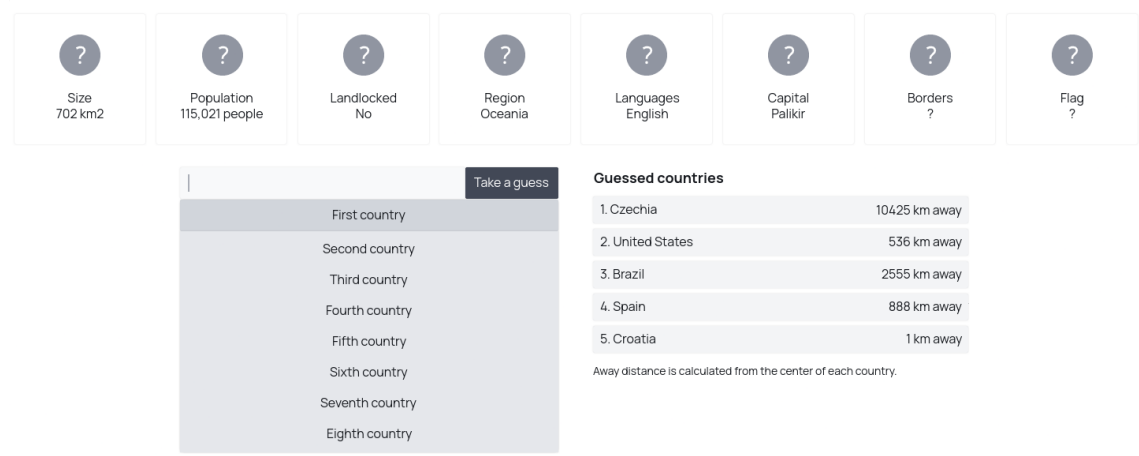 ?
Size
702 km2
?
Population
115,021 people
?
Landlocked
No
?
Region
Oceania
?
Languages
English
?
Capital
Palikir
?
Borders
?
?
Flag
?
Take a guess
First country
Second country
Third country
Fourth country
Fifth country
Sixth country
Seventh country
Eighth country
Guessed countries
1. Czechia 10425 km away
2. United States 536 km away
3. Brazil 2555 km away
4. Spain 888 km away
5. Croatia 1 km away
Away distance is calculated from the center of each country.